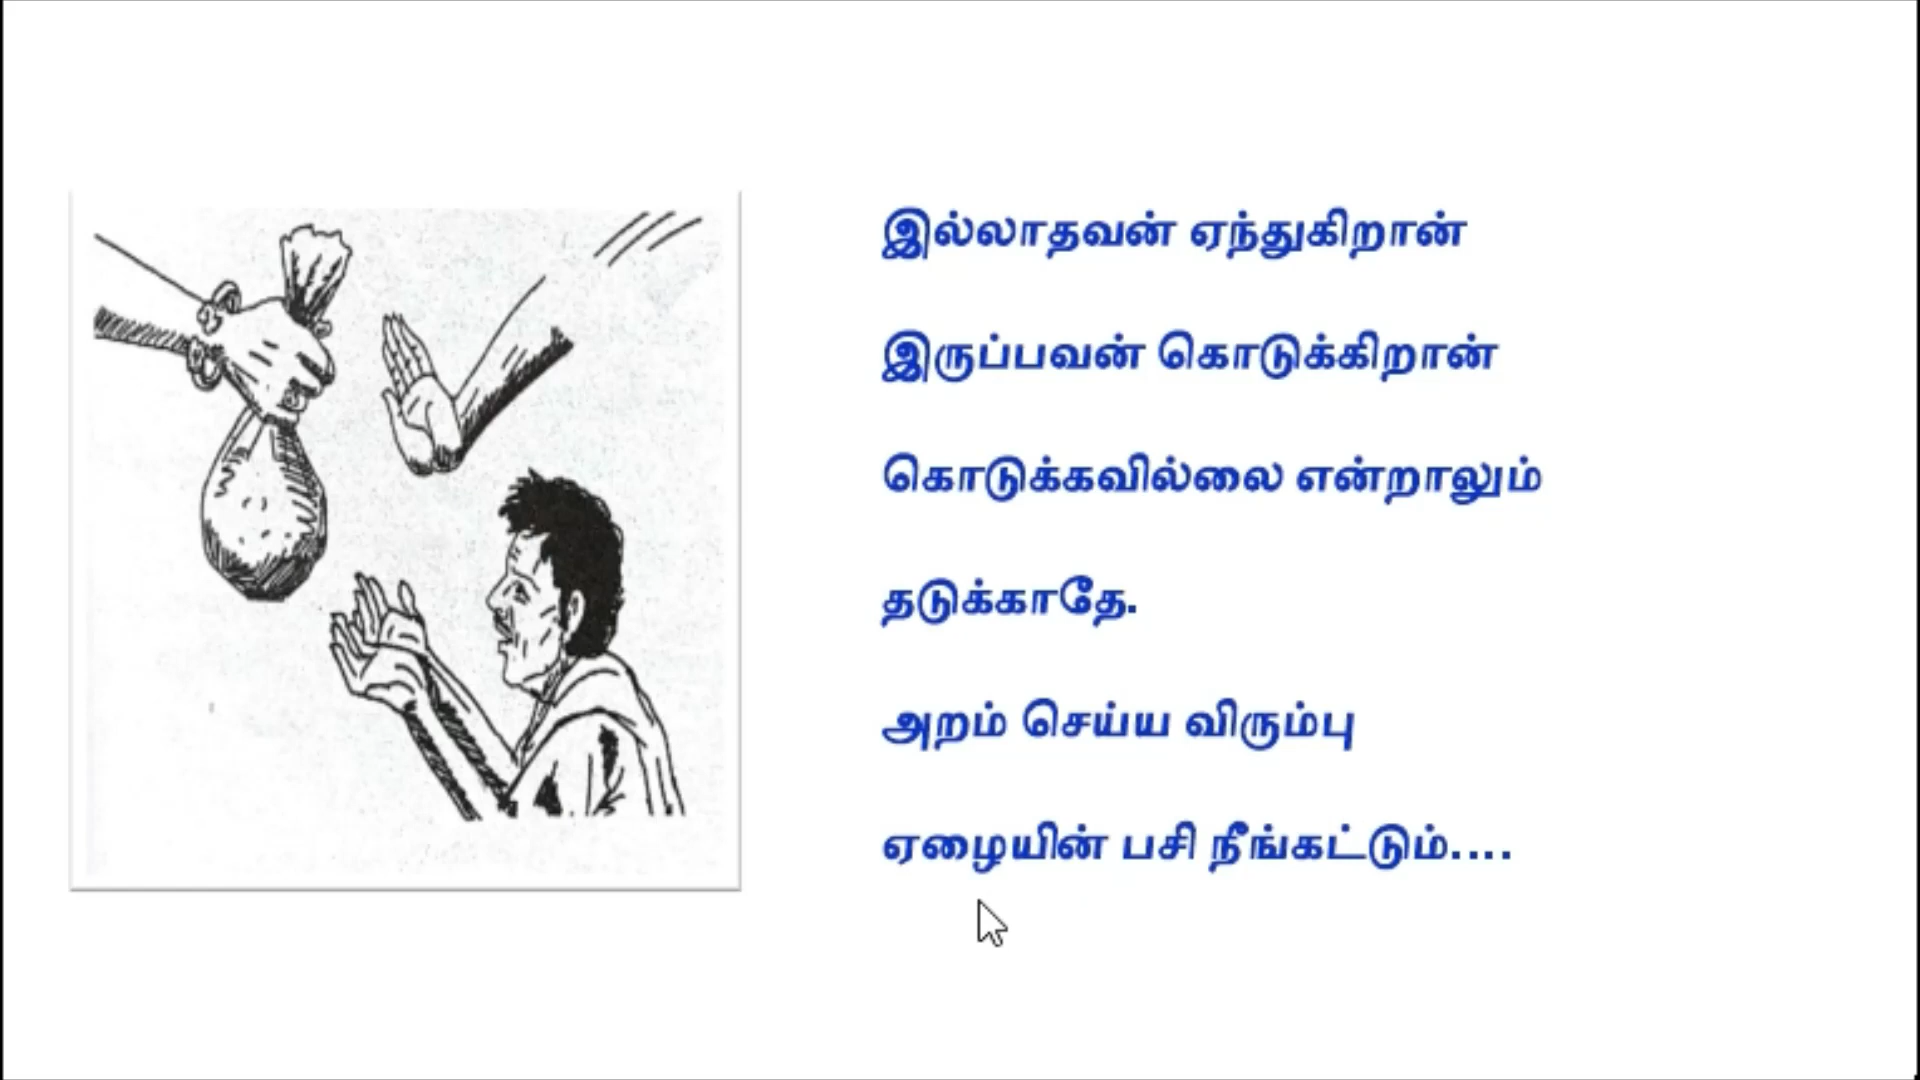 இல்லாதவன் ஏந்துகிறான்
இருப்பவன் கொடுக்கிறான்
கொடுக்கவில்லை என்றாலும்
தடுக்காதே.
அறம் செய்ய விரும்பு
ஏழையின் பசி நீங்கட்டும்....